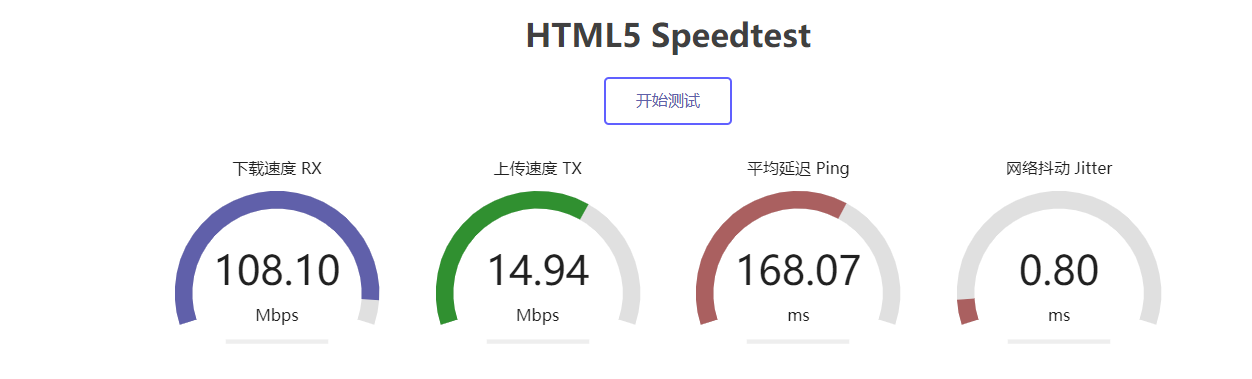 HTML5 Speedtest
开始测试
下载速度 RX
108.10
Mbps
上传速度 TX
14.94
Mbps
平均延迟 Ping
168.07
ms
网络抖动 Jitter
0.80
ms